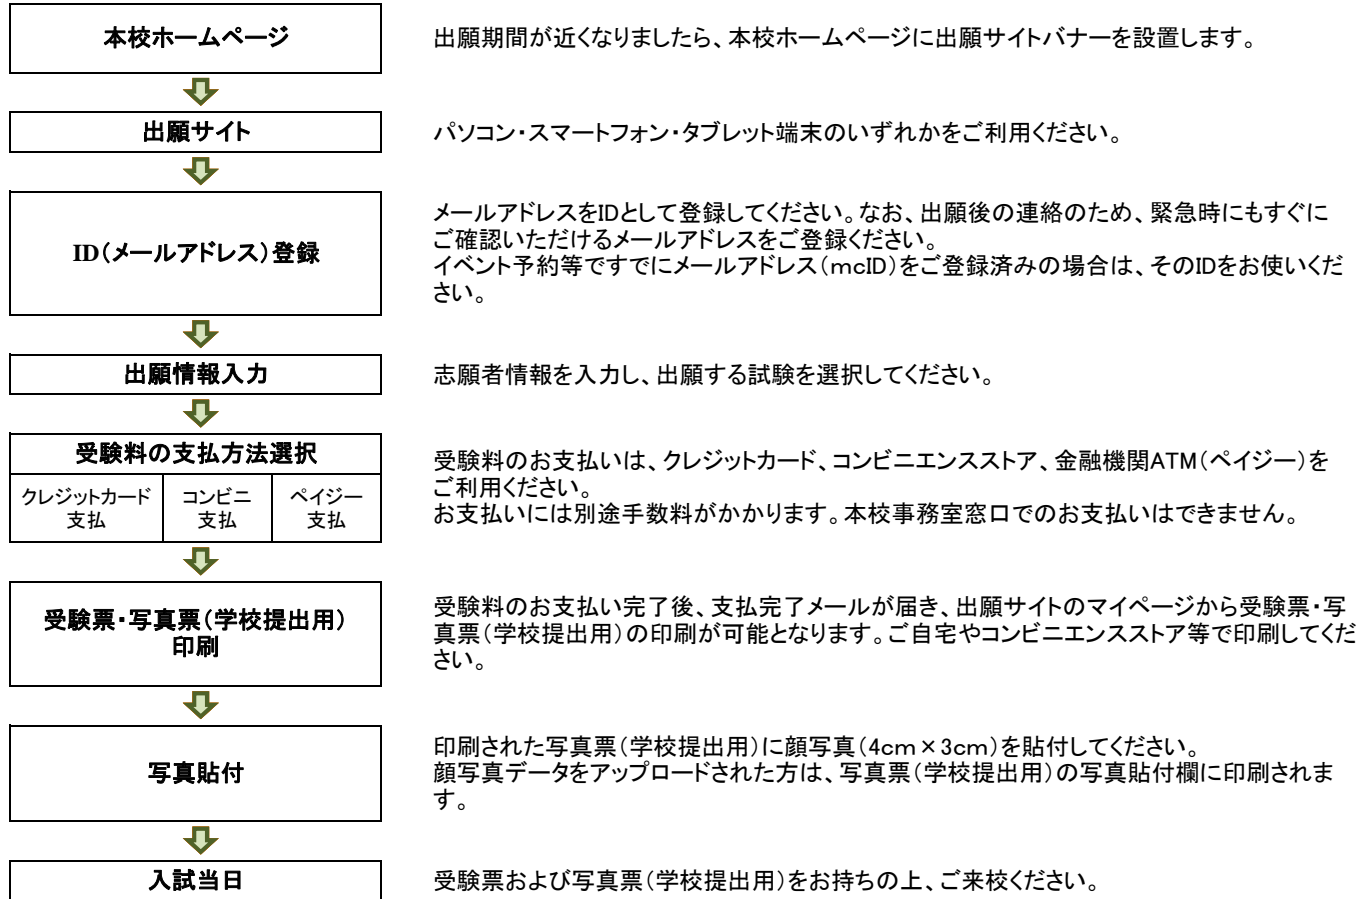 本校ホームページ
出願期間が近くなりましたら、本校ホームページに出願サイトバナーを設置します。
出願サイト
パソコン・スマートフォン・タブレット端末のいずれかをご利用ください。
ID(メールアドレス)登録
メールアドレスをIDとして登録してください。なお、出願後の連絡のため、緊急時にもすぐに
ご確認いただけるメールアドレスをご登録ください。
イベント予約等ですでにメールアドレス(mcID)をご登録済みの場合は、そのIDをお使いくだ
さい。
出願情報入力
志願者情報を入力し、出願する試験を選択してください。
受験料の支払方法選択
クレジットカード
支払
コンビニ
支払
ペイジー
支払
受験料のお支払いは、クレジットカード、コンビニエンスストア、金融機関ATM(ペイジー)を
ご利用ください。
お支払いには別途手数料がかかります。本校事務室窓口でのお支払いはできません。
受験票・写真票(学校提出用)
印刷
受験料のお支払い完了後、支払完了メールが届き、出願サイトのマイページから受験票・写
真票(学校提出用)の印刷が可能となります。ご自宅やコンビニエンスストア等で印刷してくだ
さい。
写真貼付
印刷された写真票(学校提出用)に顔写真(4cm×3cm)を貼付してください。
顔写真データをアップロードされた方は、写真票(学校提出用)の写真貼付欄に印刷されま
す。
入試当日
受験票および写真票(学校提出用)をお持ちの上、ご来校ください。